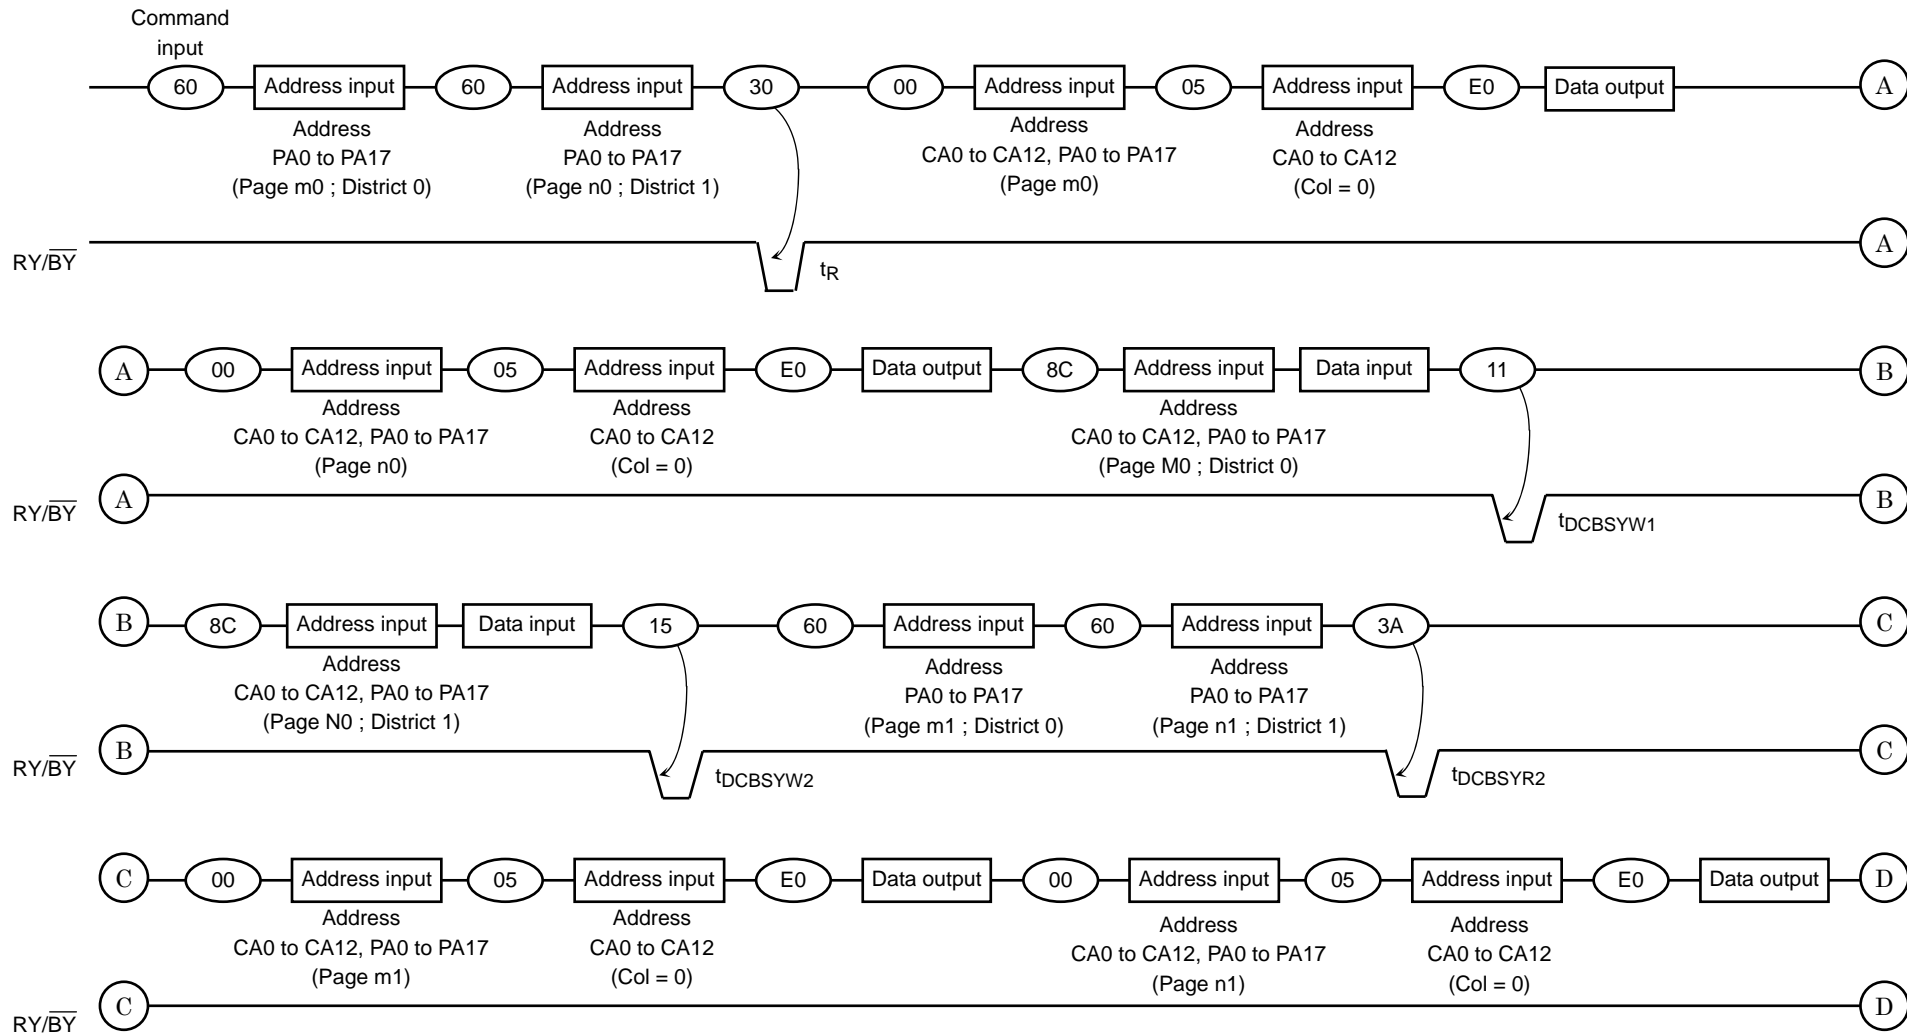 Command
input
60 Address input 60 Address input 30 00 Address input 05 Address input E0 Data output A
Address Address Address Address
PA0 to PA17 PA0 to PA17 CA0 to CA12, PA0 to PA17 CA0 to CA12
(Page m0 ; District 0) (Page n0 ; District 1) (Page m0) (Col = 0)
RY/BY tR A
A 00 Address input 05 Address input E0 Data output 8C Address input Data input 11 B
Address Address Address
CA0 to CA12, PA0 to PA17 CA0 to CA12 CA0 to CA12, PA0 to PA17
(Page n0) (Col = 0) (Page M0 ; District 0)
RY/BY A tDCBSYW1 B
B 8C Address input Data input 15 60 Address input 60 Address input 3A C
Address Address Address
CA0 to CA12, PA0 to PA17 PA0 to PA17 PA0 to PA17
(Page N0 ; District 1) (Page m1 ; District 0) (Page n1 ; District 1)
RY/BY B tDCBSYW2 tDCBSYR2 C
C 00 Address input 05 Address input E0 Data output 00 Address input 05 Address input E0 Data output D
Address Address Address Address
CA0 to CA12, PA0 to PA17 CA0 to CA12 CA0 to CA12, PA0 to PA17 CA0 to CA12
(Page m1) (Col = 0) (Page n1) (Col = 0)
RY/BY C D